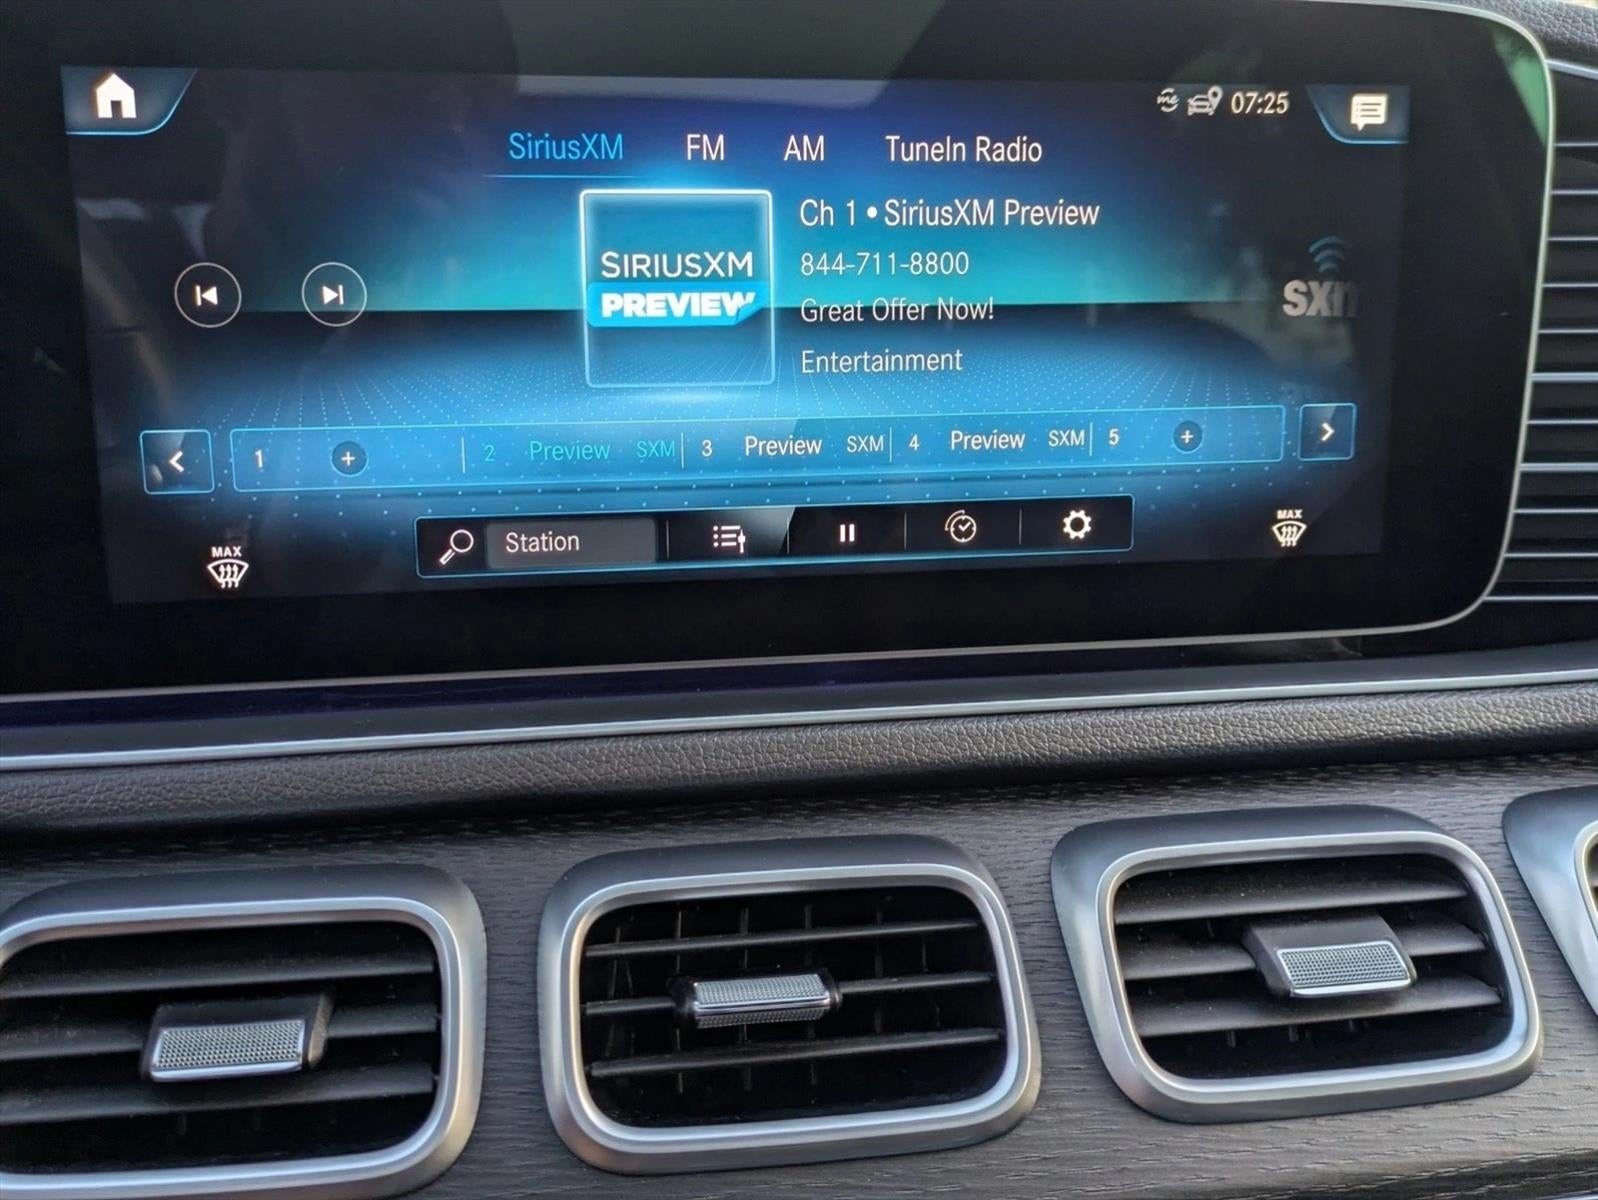 me 07:25
SiriusXM FM AM TuneIn Radio
Ch 1 • SiriusXM Preview
844-711-8800
Great Offer Now!
Entertainment
SIRIUSXM
PREVIEW
sxm
1 + 2 Preview SXM 3 Preview SXM 4 Preview SXM 5 +
Station
MAX
MAX